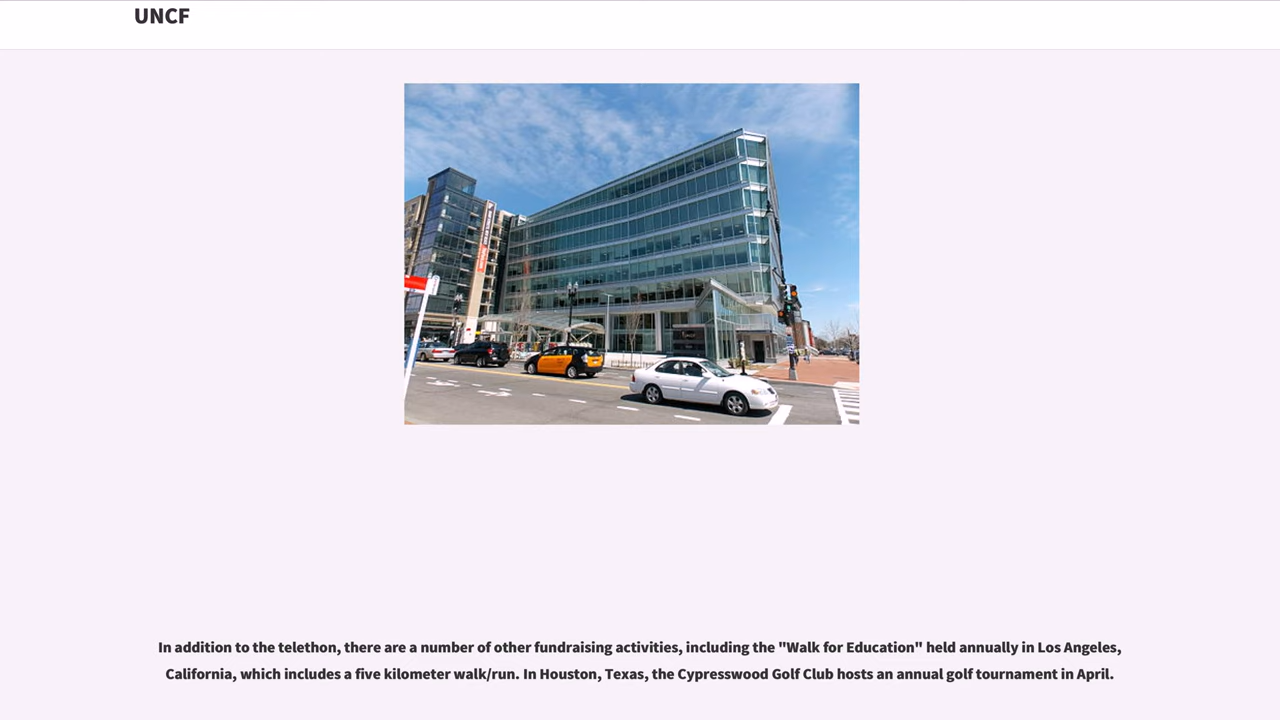 UNCF
In addition to the telethon, there are a number of other fundraising activities, including the "Walk for Education" held annually in Los Angeles,
California, which includes a five kilometer walk/run. In Houston, Texas, the Cypresswood Golf Club hosts an annual golf tournament in April.